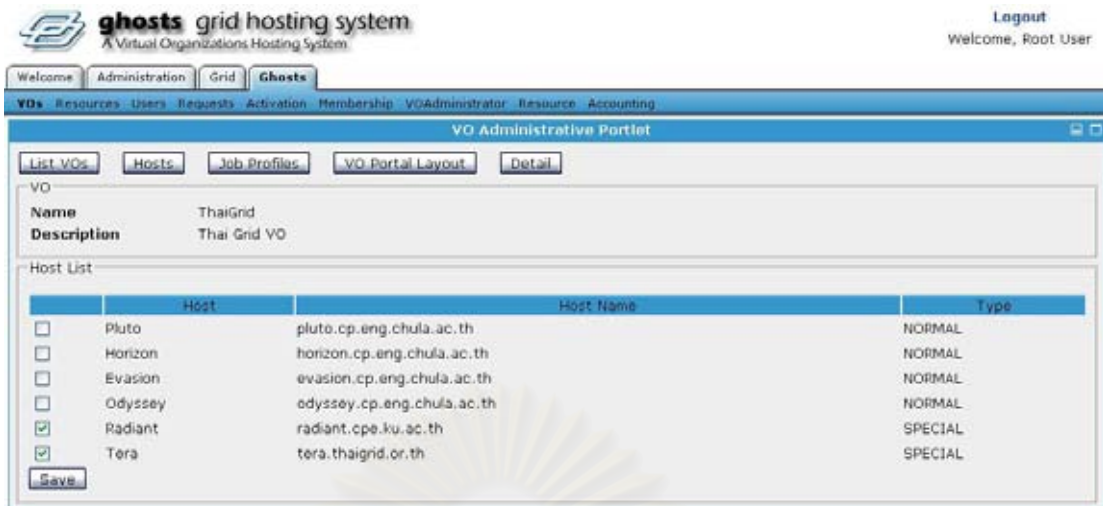 ghosts grid hosting system
A Virtual Organizations Hosting System
Logout
Welcome, Root User
Welcome Administration Grid Ghosts
VOs Resources Users Requests Activation Membership VOAdministrator Resource Accounting
VO Administrative Portlet
List VOs Hosts Job Profiles VO Portal Layout Detail
VO
Name ThaiGrid
Description Thai Grid VO
Host List
Host Host Name Type
Pluto pluto.cp.eng.chula.ac.th NORMAL
Horizon horizon.cp.eng.chula.ac.th NORMAL
Evasion evasion.cp.eng.chula.ac.th NORMAL
Odyssey odyssey.cp.eng.chula.ac.th NORMAL
Radiant radiant.cpe.ku.ac.th SPECIAL
Tera tera.thaigrid.or.th SPECIAL
Save